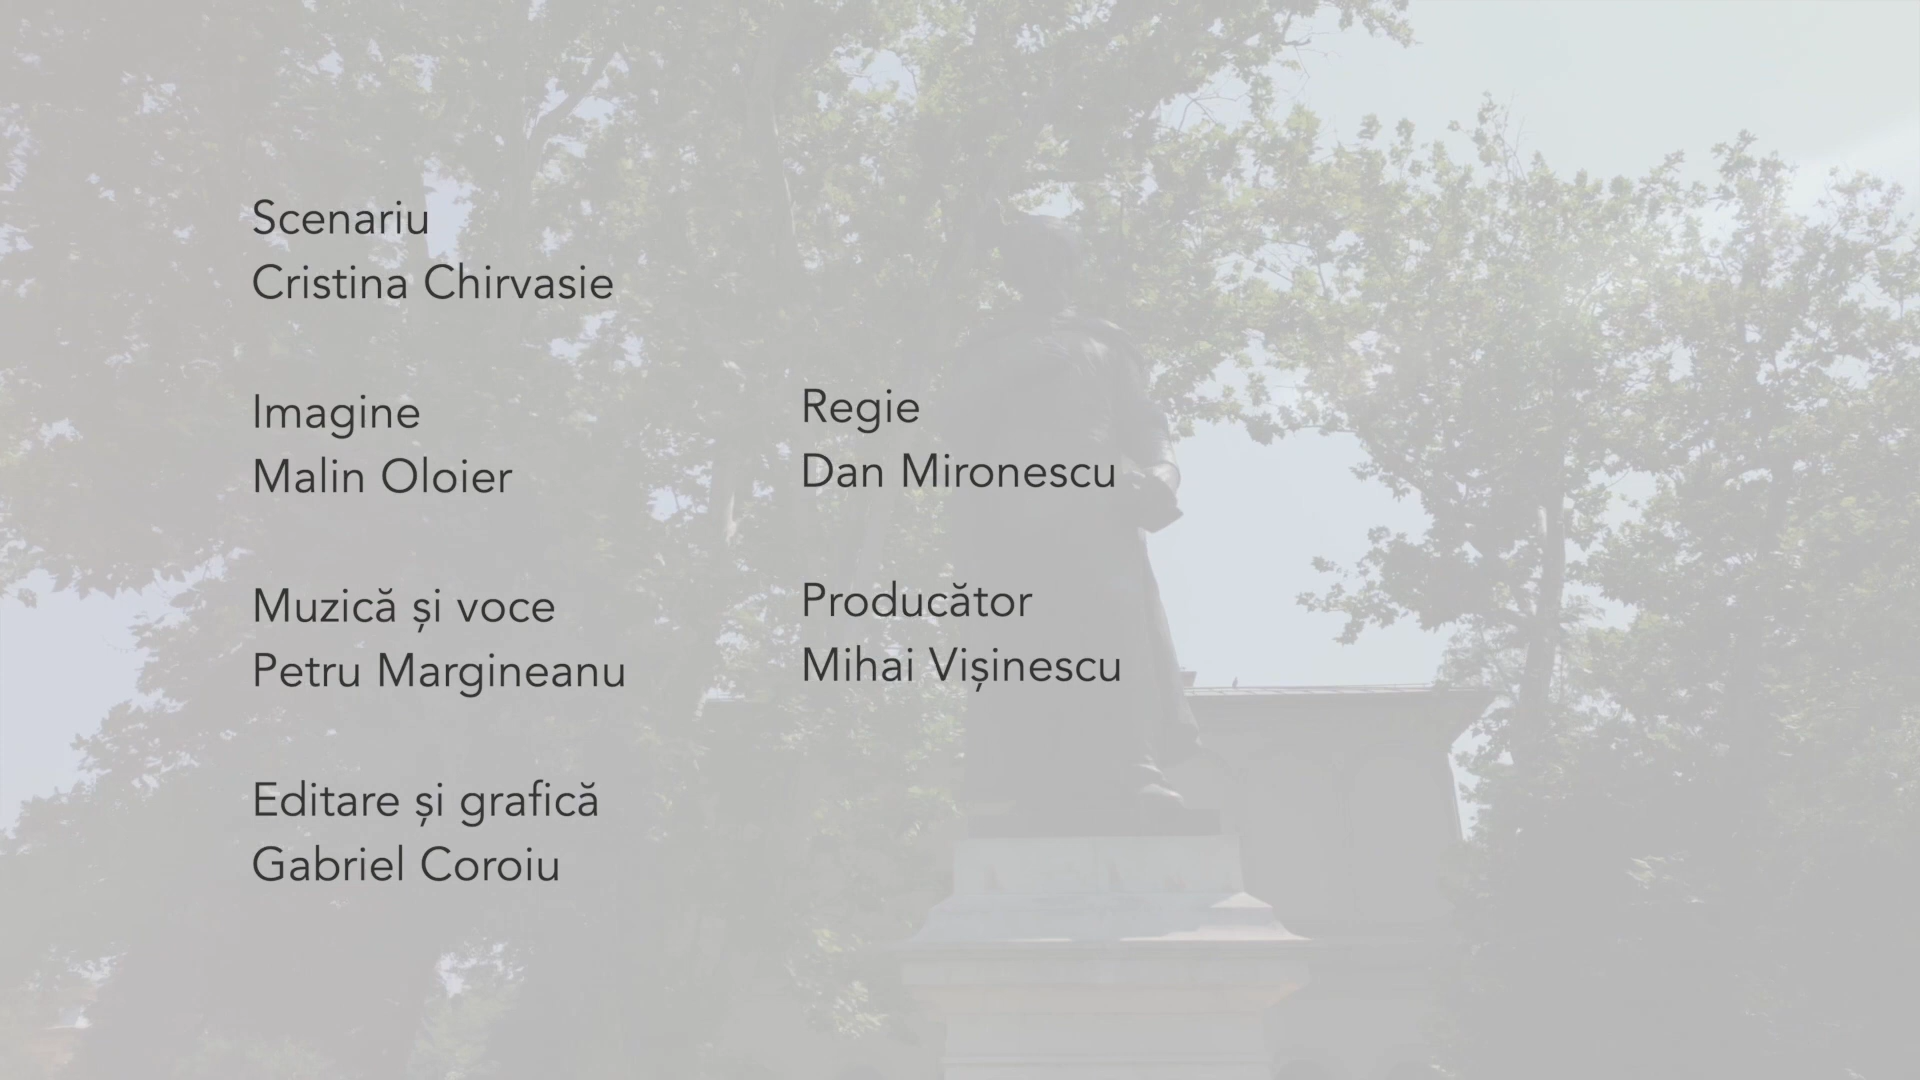 Scenariu
Cristina Chirvasie
Imagine
Malin Oloier
Muzică și voce
Petru Margineanu
Editare și grafică
Gabriel Coroiu
Regie
Dan Mironescu
Producător
Mihai Vișinescu